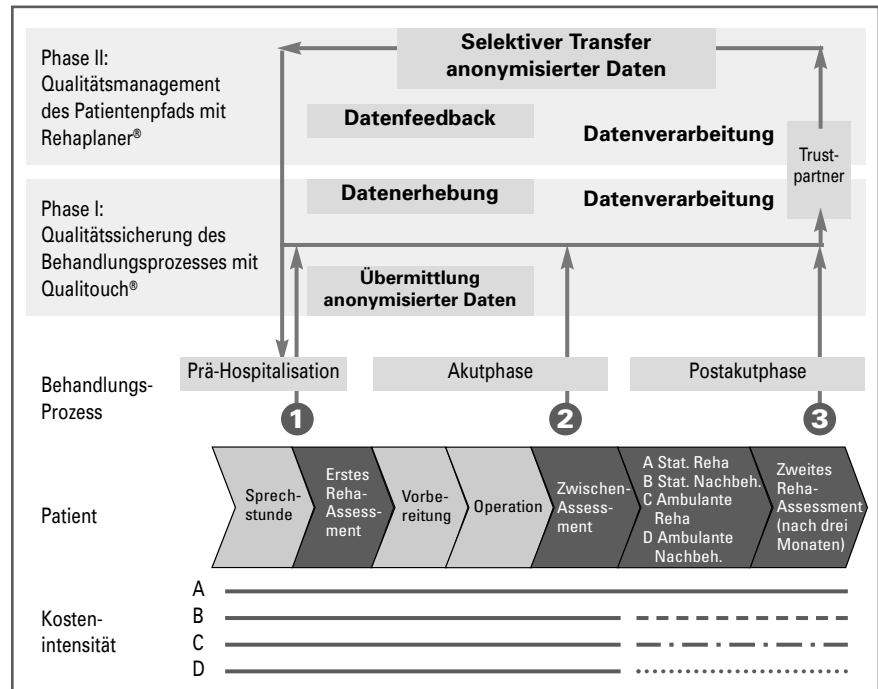 Phase II:
Qualitätsmanagement
des Patientenpfads mit
Rehaplaner®
Selektiver Transfer
anonymisierter Daten
Datenfeedback
Datenverarbeitung
Trust-
partner
Phase I:
Qualitätssicherung des
Behandlungsprozesses mit
Qualitouch®
Datenerhebung
Datenverarbeitung
Übermittlung
anonymisierter Daten
Behandlungs-
Prozess
Prä-Hospitalisation
Akutphase
Postakutphase
1
2
3
Patient
Sprech-
stunde
Erstes
Reha-
Assess-
ment
Vorbe-
reitung
Operation
Zwischen-
Assess-
ment
A Stat. Reha
B Stat. Nachbeh.
C Ambulante
Reha
D Ambulante
Nachbeh.
Zweites
Reha-
Assessment
(nach drei
Monaten)
Kosten-
intensität
A
B
C
D